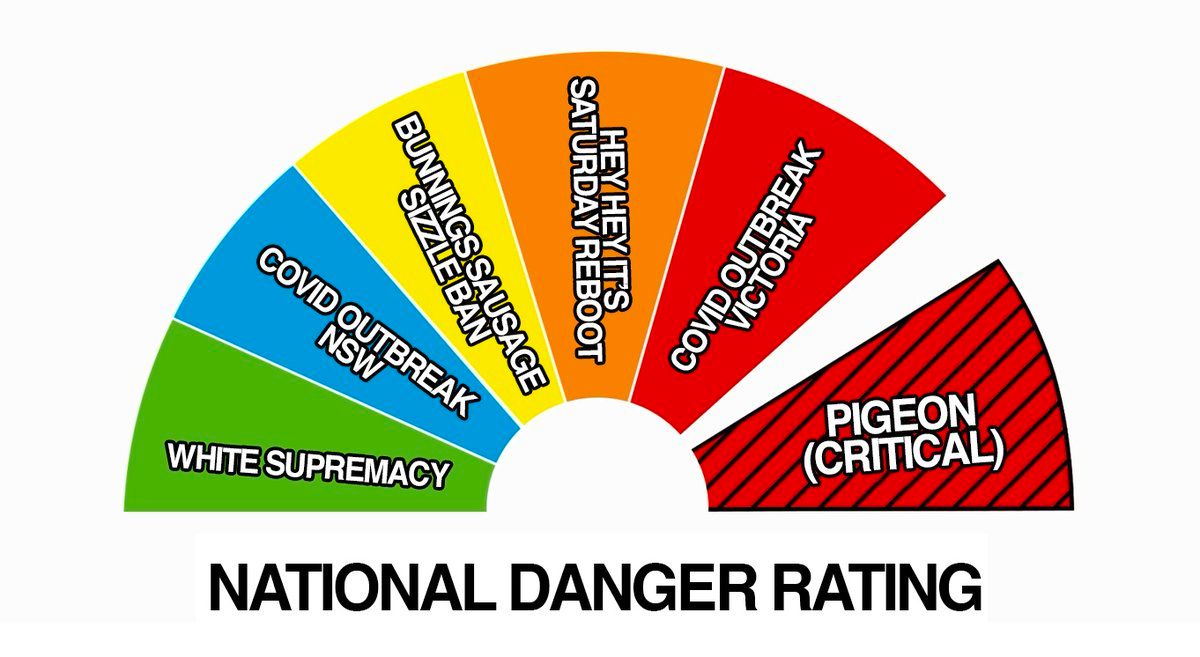 WHITE SUPREMACY
COVID OUTBREAK
NSW
BUNNINGS SAUSAGE
SIZZLE BAN
HEY HEY IT'S
SATURDAY REBOOT
COVID OUTBREAK
VICTORIA
PIGEON
(CRITICAL)
NATIONAL DANGER RATING